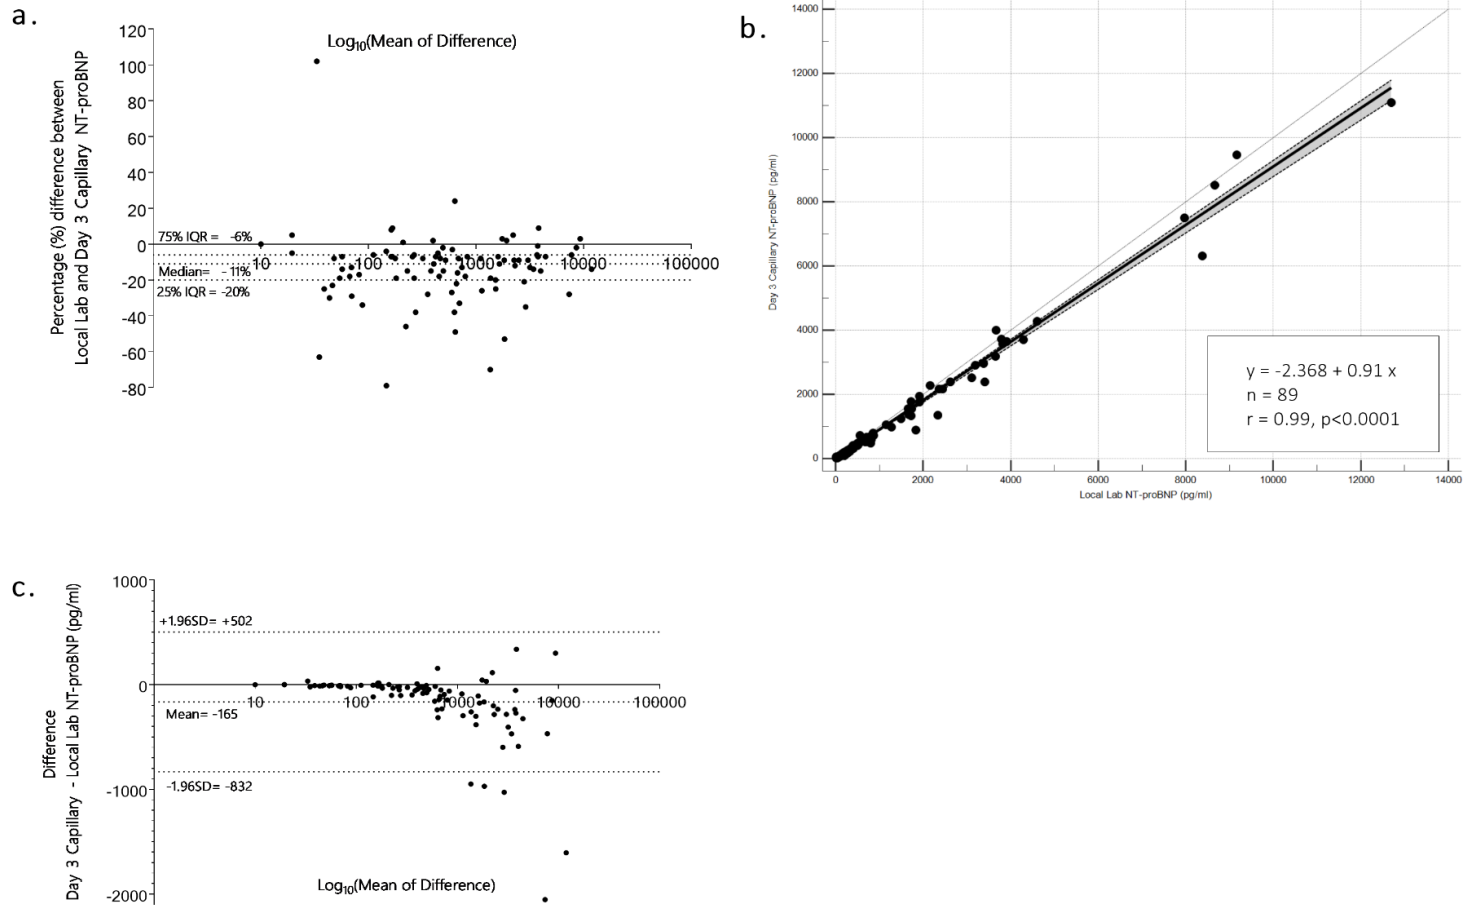 a.
Percentage (%) difference between
Local Lab and Day 3 Capillary NT-proBNP
Log10(Mean of Difference)
120
100
80
60
40
20
0
-20
-40
-60
-80
75% IQR = -6%
Median= -11%
25% IQR = -20%
10
100
1000
10000
100000
b.
Day 3 Capillary NT-proBNP (pg/ml)
14000
12000
10000
8000
6000
4000
2000
0
y = -2.368 + 0.91 x
n = 89
r = 0.99, p<0.0001
0
2000
4000
6000
8000
10000
12000
14000
Local Lab NT-proBNP (pg/ml)
c.
Difference
Day 3 Capillary - Local Lab NT-proBNP (pg/ml)
1000
0
-1000
-2000
+1.96SD= +502
Mean= -165
-1.96SD= -832
10
100
1000
10000
100000
Log10(Mean of Difference)